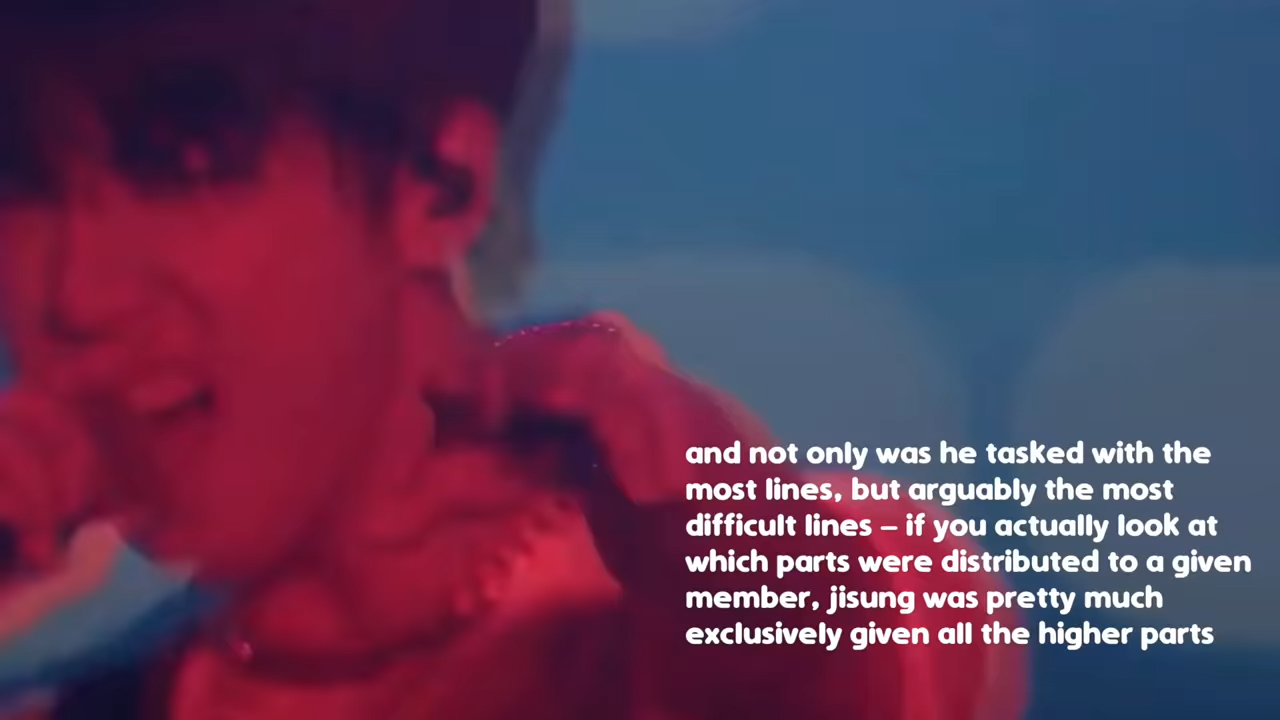 and not only was he tasked with the
most lines, but arguably the most
difficult lines – if you actually look at
which parts were distributed to a given
member, jisung was pretty much
exclusively given all the higher parts